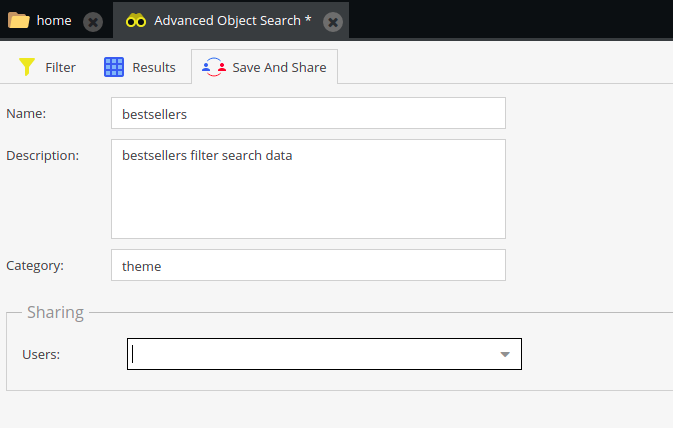 home
Advanced Object Search *
Filter
Results
Save And Share
Name:
bestsellers
Description:
bestsellers filter search data
Category:
theme
Sharing
Users: